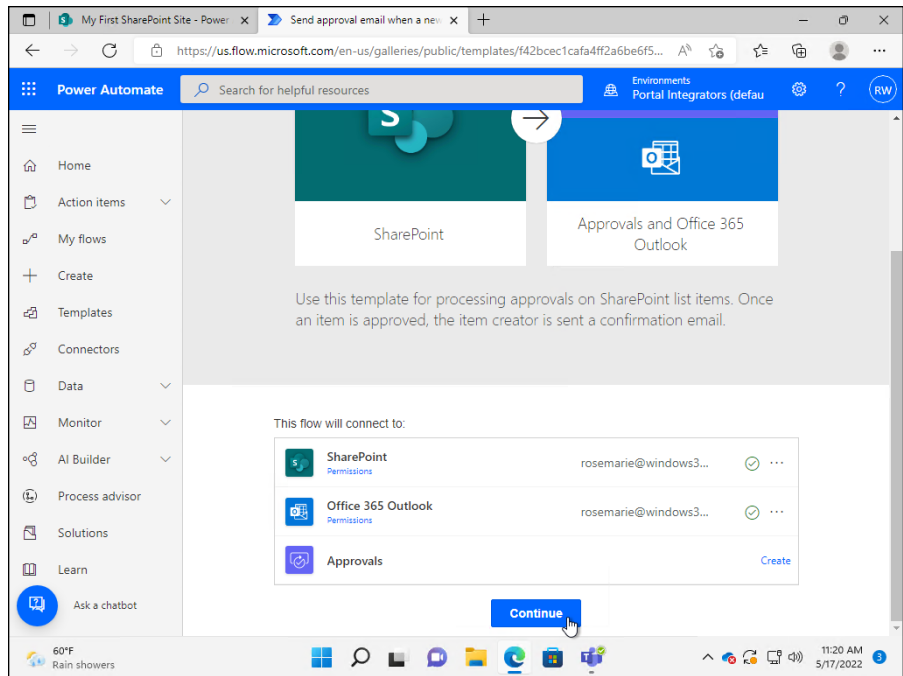 My First SharePoint Site - Power
Send approval email when a new
https://us.flow.microsoft.com/en-us/galleries/public/templates/f42bcec1cafa4ff2a6be6f5...
Power Automate
Search for helpful resources
Environments
Portal Integrators (defau
RW
Home
Action items
My flows
Create
Templates
Connectors
Data
Monitor
AI Builder
Process advisor
Solutions
Learn
Ask a chatbot
S
SharePoint
Approvals and Office 365
Outlook
Use this template for processing approvals on SharePoint list items. Once
an item is approved, the item creator is sent a confirmation email.
This flow will connect to:
SharePoint
Permissions
rosemarie@windows3...
Office 365 Outlook
Permissions
rosemarie@windows3...
Approvals
Create
Continue
60°F
Rain showers
11:20 AM
5/17/2022
3